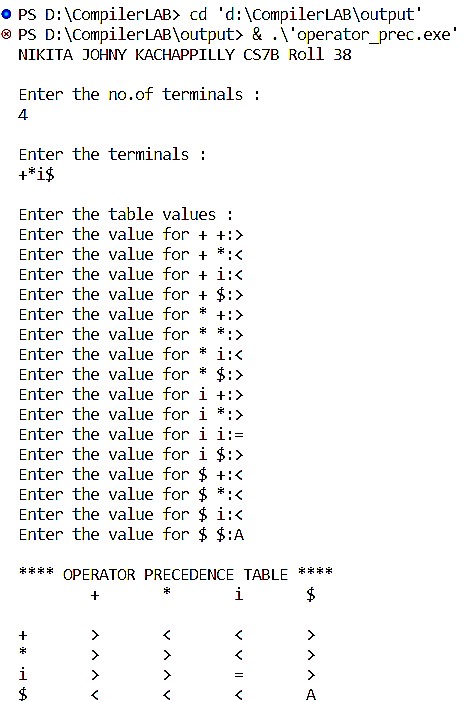 PS D:\CompilerLAB> cd 'd:\CompilerLAB\output'
PS D:\CompilerLAB\output> & .\'operator_prec.exe'
NIKITA JOHNY KACHAPPILLY CS7B Roll 38
Enter the no.of terminals :
4
Enter the terminals :
+*i$
Enter the table values :
Enter the value for + +:>
Enter the value for + *:<
Enter the value for + i:<
Enter the value for + $:>
Enter the value for * +:>
Enter the value for * *:>
Enter the value for * i:<
Enter the value for * $:>
Enter the value for i +:>
Enter the value for i *:>
Enter the value for i i:=
Enter the value for i $:>
Enter the value for $ +:<
Enter the value for $ *:<
Enter the value for $ i:<
Enter the value for $ $:A
**** OPERATOR PRECEDENCE TABLE ****
+ * i $
+ > < < >
* > > < >
i > > = >
$ < < < A